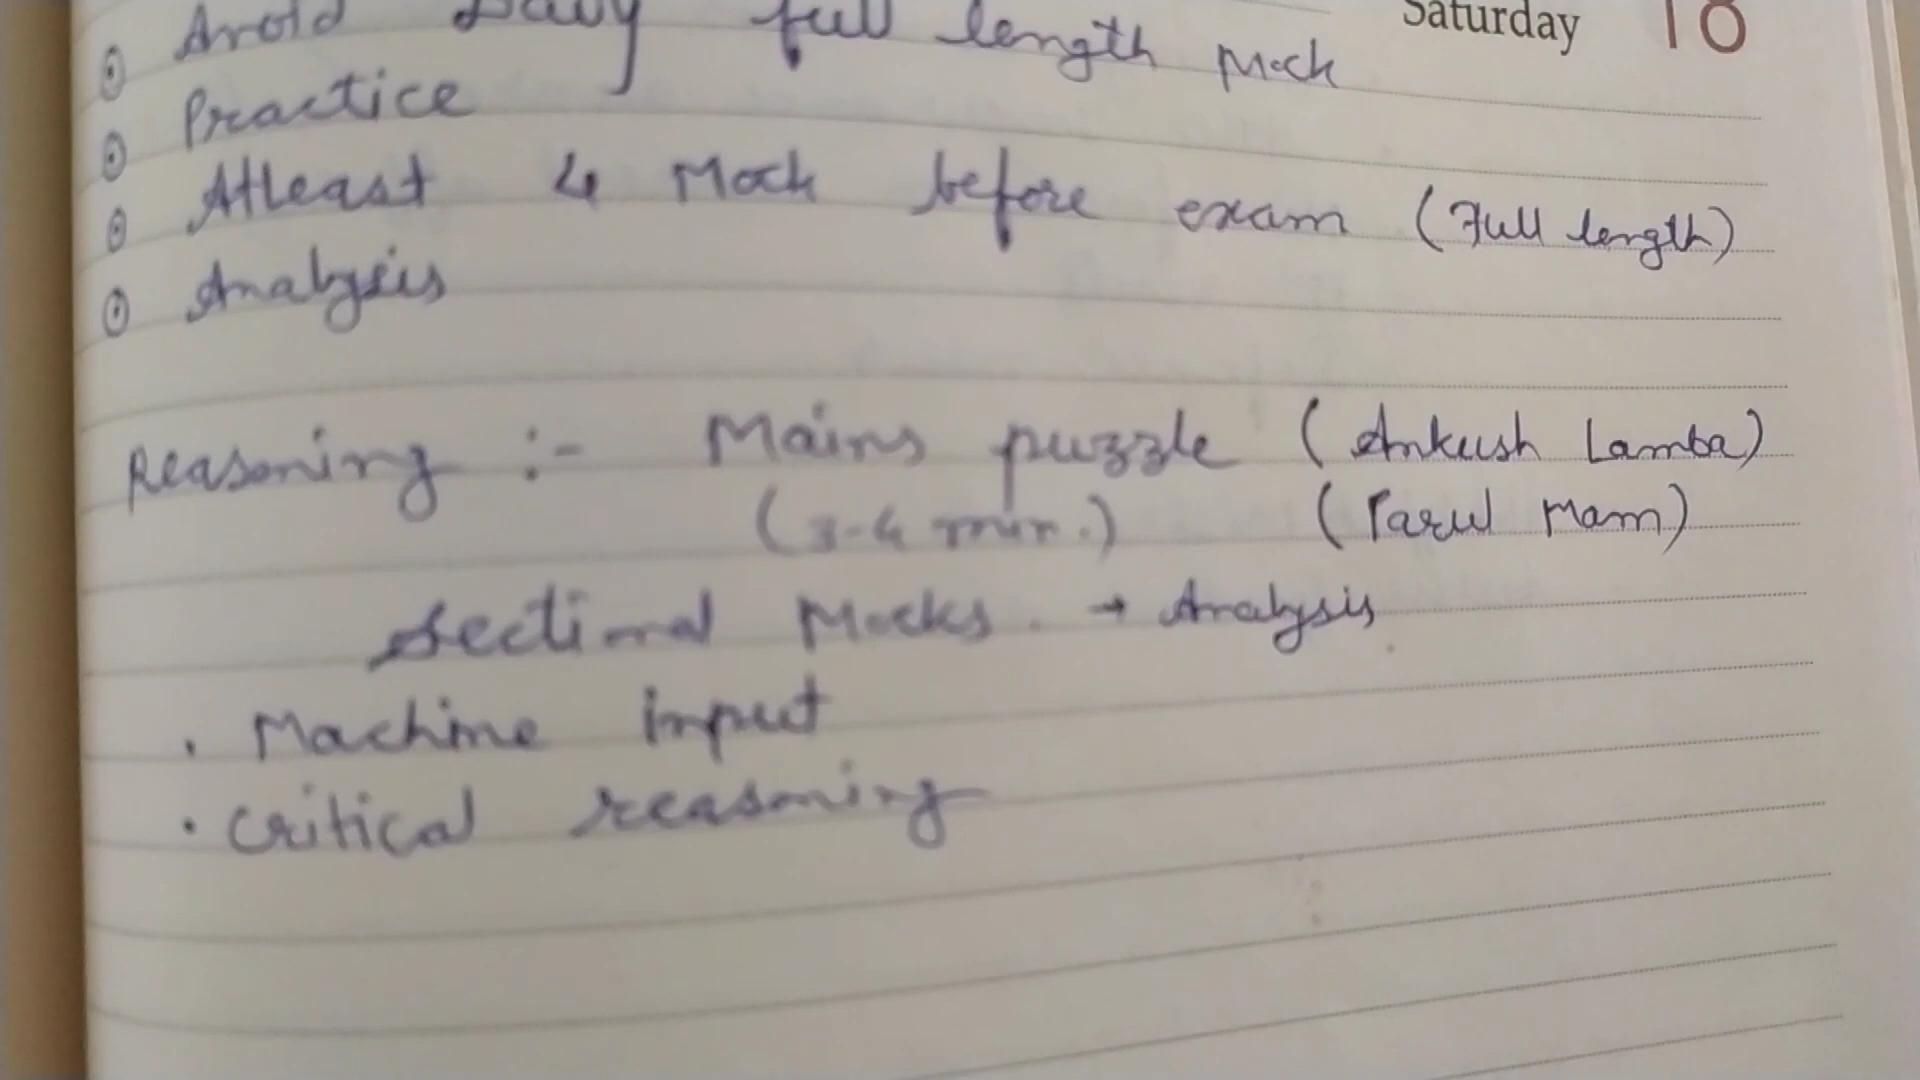 Saturday 18
Avoid Daily full length Mock
Practice
Atleast 4 Mock before exam (Full length)
Analysis
Reasoning :- Mains puzzle (Ankush Lamba)
(3-4 min.) (Parul Mam)
Sectional Mocks → Analysis
· Machine input
· Critical reasoning